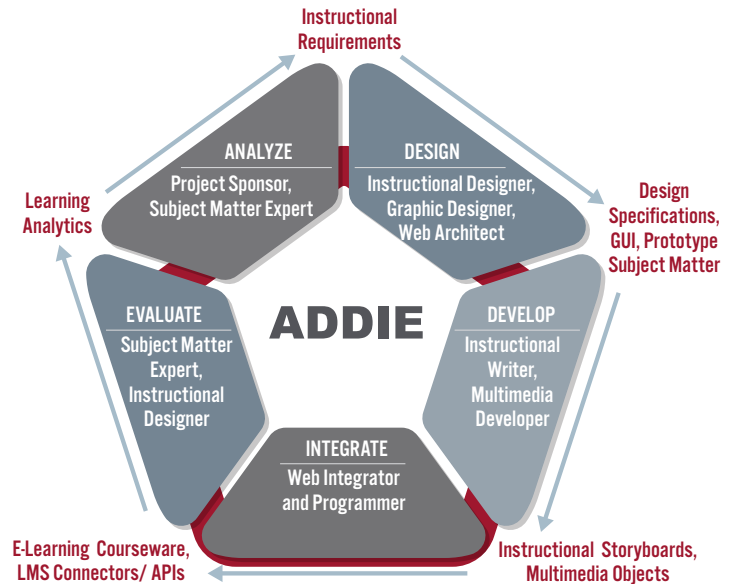 Instructional
Requirements
ANALYZE
Project Sponsor,
Subject Matter Expert
DESIGN
Instructional Designer,
Graphic Designer,
Web Architect
Learning
Analytics
Design
Specifications,
GUI, Prototype
Subject Matter
EVALUATE
Subject Matter
Expert,
Instructional
Designer
ADDIE
DEVELOP
Instructional
Writer,
Multimedia
Developer
INTEGRATE
Web Integrator
and Programmer
E-Learning Courseware,
LMS Connectors/ APIs
Instructional Storyboards,
Multimedia Objects